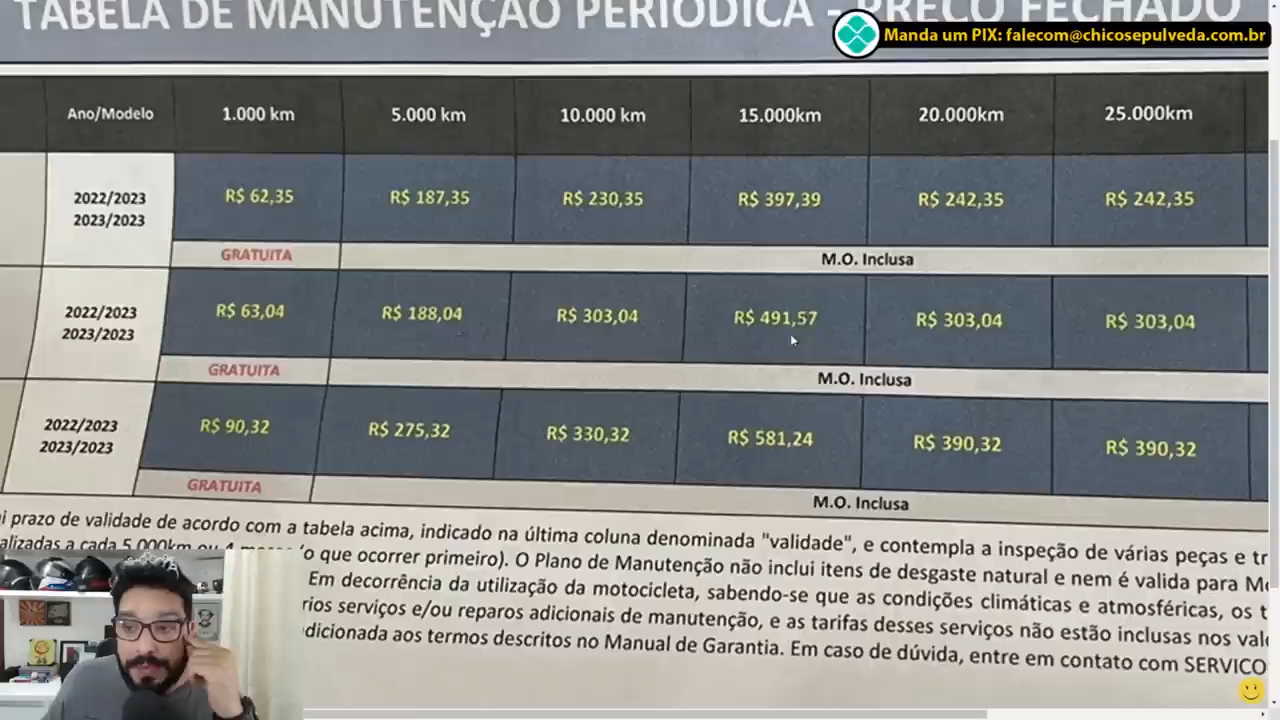 TABELA DE MANUTENÇÃO PERIÓDICA - PREÇO FECHADO
Manda um PIX: falecom@chicosepulveda.com.br
Ano/Modelo 1.000 km 5.000 km 10.000 km 15.000km 20.000km 25.000km
2022/2023
2023/2023
R$ 62,35 R$ 187,35 R$ 230,35 R$ 397,39 R$ 242,35 R$ 242,35
GRATUITA M.O. Inclusa
2022/2023
2023/2023
R$ 63,04 R$ 188,04 R$ 303,04 R$ 491,57 R$ 303,04 R$ 303,04
GRATUITA M.O. Inclusa
2022/2023
2023/2023
R$ 90,32 R$ 275,32 R$ 330,32 R$ 581,24 R$ 390,32 R$ 390,32
GRATUITA M.O. Inclusa
prazo de validade de acordo com a tabela acima, indicado na última coluna denominada "validade", e contempla a inspeção de várias peças e
a cada 5.000km ou (o que ocorrer primeiro). O Plano de Manutenção não inclui itens de desgaste natural e nem é valida para
Em decorrência da utilização da motocicleta, sabendo-se que as condições climáticas e atmosféricas, os
serviços e/ou reparos adicionais de manutenção, e as tarifas desses serviços não estão inclusas nos
aos termos descritos no Manual de Garantia. Em caso de dúvida, entre em contato com